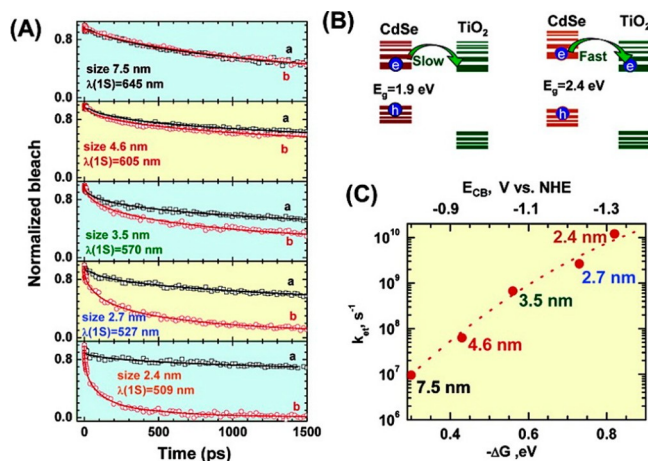 (A)
Normalized bleach
0.8
a
b
size 7.5 nm
λ(1S)=645 nm
0.0
0.8
a
b
size 4.6 nm
λ(1S)=605 nm
0.0
0.8
a
b
size 3.5 nm
λ(1S)=570 nm
0.0
0.8
a
b
size 2.7 nm
λ(1S)=527 nm
0.0
0.8
a
b
size 2.4 nm
λ(1S)=509 nm
0.0
0 500 1000 1500
Time (ps)
(B)
CdSe TiO2
Slow
e
Eg=1.9 eV
h
CdSe TiO2
Fast
e e
Eg=2.4 eV
h
(C)
ECB, V vs. NHE
-0.9 -1 -1.1 -1.2 -1.3
10^10
10^9
10^8
10^7
10^6
ket, s-1
2.4 nm
2.7 nm
3.5 nm
4.6 nm
7.5 nm
0.4 0.6 0.8
-ΔG ,eV